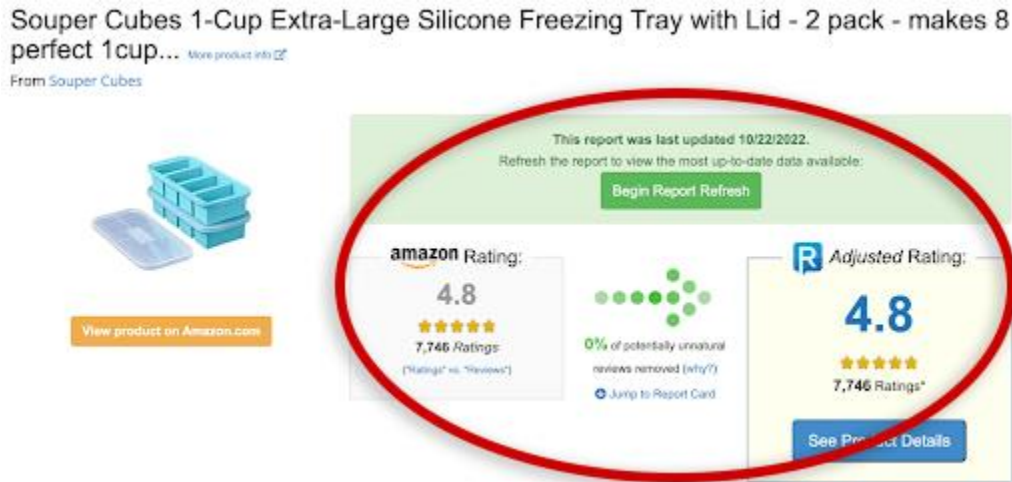 Souper Cubes 1-Cup Extra-Large Silicone Freezing Tray with Lid - 2 pack - makes 8
perfect 1cup... More product info
From Souper Cubes
This report was last updated 10/22/2022.
Refresh the report to view the most up-to-date data available:
Begin Report Refresh
amazon Rating:
4.8
7,746 Ratings
("Ratings" vs. "Reviews")
View product on Amazon.com
0% of potentially unnatural
reviews removed (why?)
Jump to Report Card
R Adjusted Rating:
4.8
7,746 Ratings*
See Product Details